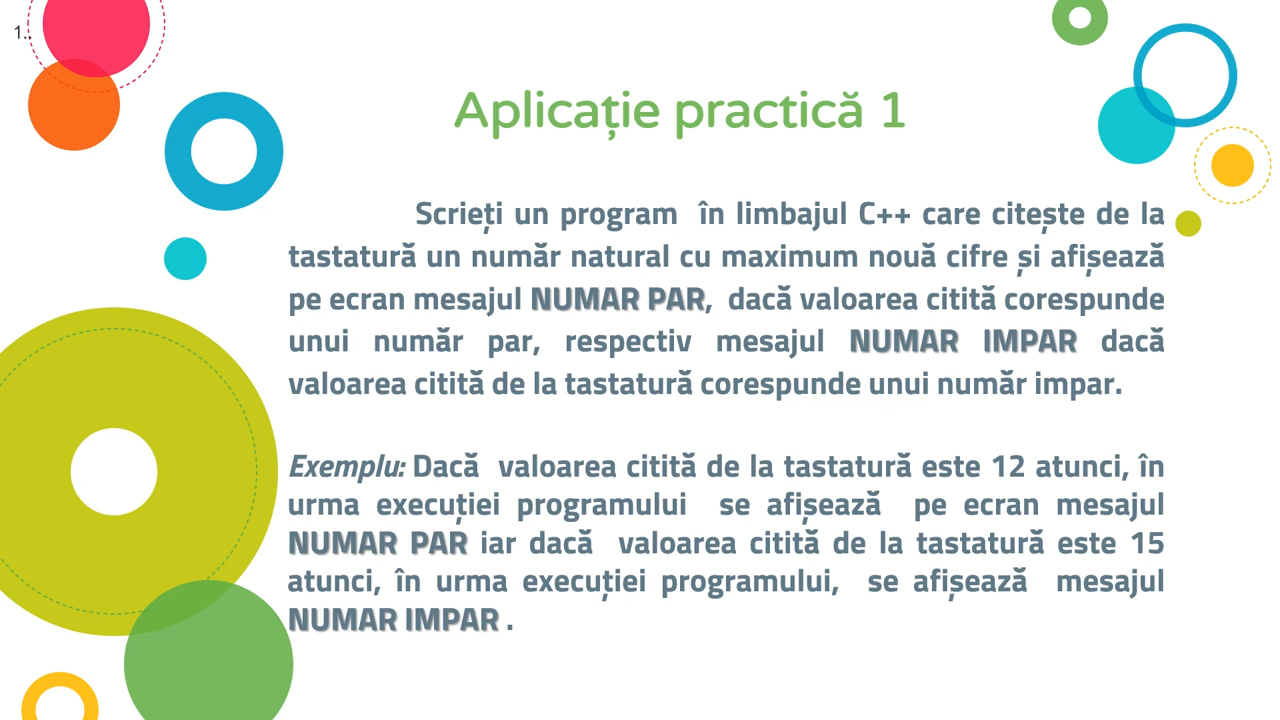 1..
Aplicație practică 1
Scrieți un program în limbajul C++ care citește de la
tastatură un număr natural cu maximum nouă cifre și afișează
pe ecran mesajul NUMAR PAR, dacă valoarea citită corespunde
unui număr par, respectiv mesajul NUMAR IMPAR dacă
valoarea citită de la tastatură corespunde unui număr impar.
Exemplu: Dacă valoarea citită de la tastatură este 12 atunci, în
urma execuției programului se afișează pe ecran mesajul
NUMAR PAR iar dacă valoarea citită de la tastatură este 15
atunci, în urma execuției programului, se afișează mesajul
NUMAR IMPAR .